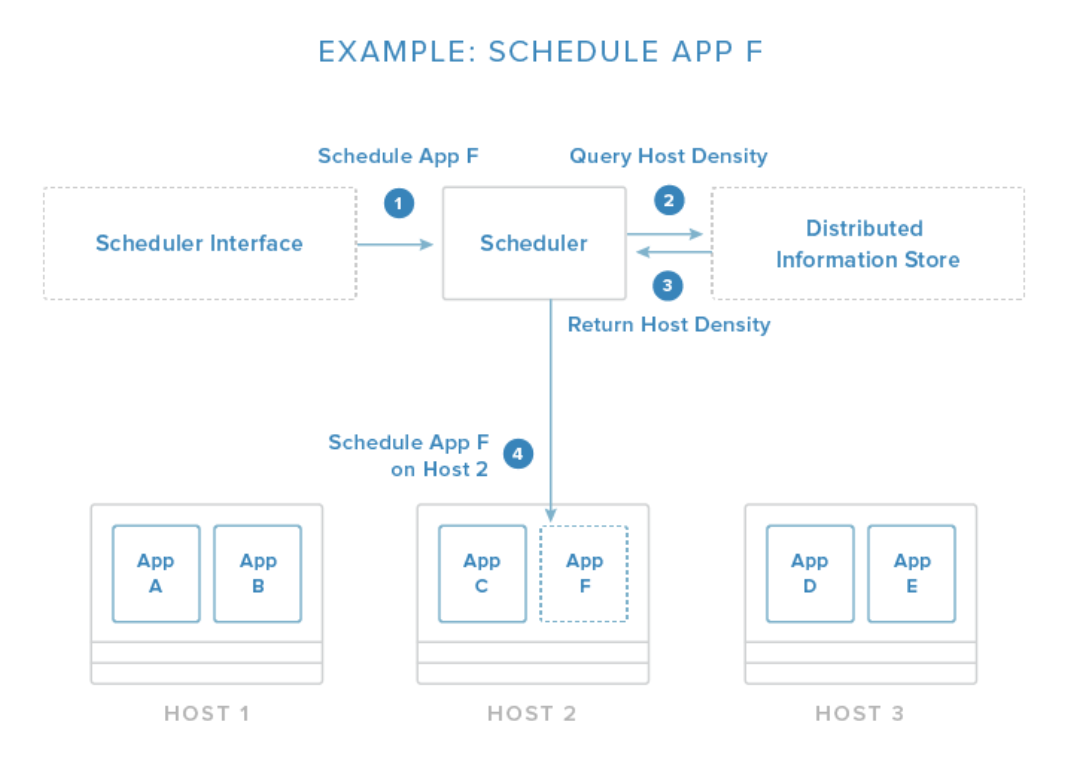 EXAMPLE: SCHEDULE APP F
Schedule App F
Query Host Density
1
2
Scheduler Interface
Scheduler
Distributed
Information Store
3
Return Host Density
Schedule App F
on Host 2
4
App
A
App
B
App
C
App
F
App
D
App
E
HOST 1
HOST 2
HOST 3